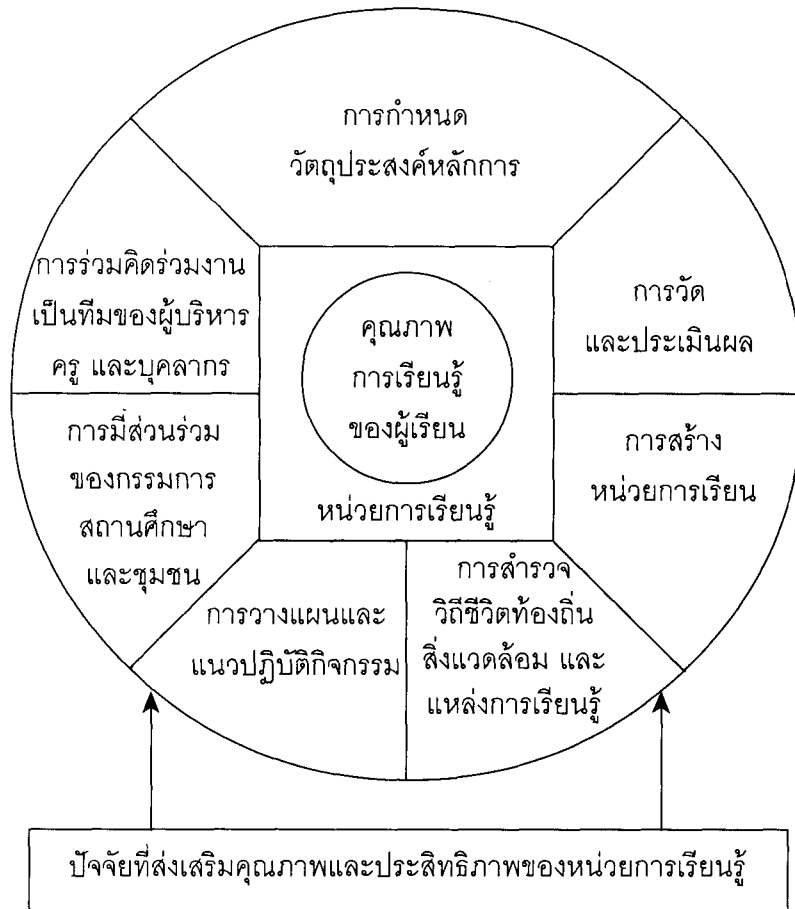 การกำหนด
วัตถุประสงค์หลักการ
การร่วมคิดร่วมงาน
เป็นทีมของผู้บริหาร
ครู และบุคลากร
การวัด
และประเมินผล
คุณภาพ
การเรียนรู้
ของผู้เรียน
หน่วยการเรียนรู้
การมีส่วนร่วม
ของกรรมการ
สถานศึกษา
และชุมชน
การสร้าง
หน่วยการเรียน
การวางแผนและ
แนวปฏิบัติกิจกรรม
การสำรวจ
วิถีชีวิตท้องถิ่น
สิ่งแวดล้อม และ
แหล่งการเรียนรู้
ปัจจัยที่ส่งเสริมคุณภาพและประสิทธิภาพของหน่วยการเรียนรู้